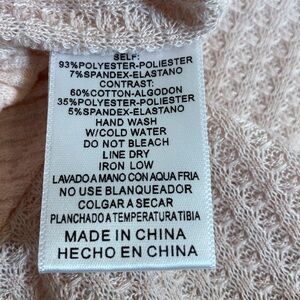 SELF:
93%POLYESTER-POLIESTER
7%SPANDEX-ELASTANO
CONTRAST:
60%COTTON-ALGODON
35%POLYESTER-POLIESTER
5%SPANDEX-ELASTANO
HAND WASH
W/COLD WATER
DO NOT BLEACH
LINE DRY
IRON LOW
LAVADO A MANO CON AQUA FRIA
NO USE BLANQUEADOR
COLGAR A SECAR
PLANCHADO A TEMPERATURA TIBIA
MADE IN CHINA
HECHO EN CHINA